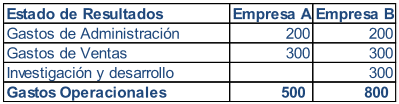 Estado de Resultados Empresa A Empresa B
Gastos de Administración 200 200
Gastos de Ventas 300 300
Investigación y desarrollo 300
Gastos Operacionales 500 800